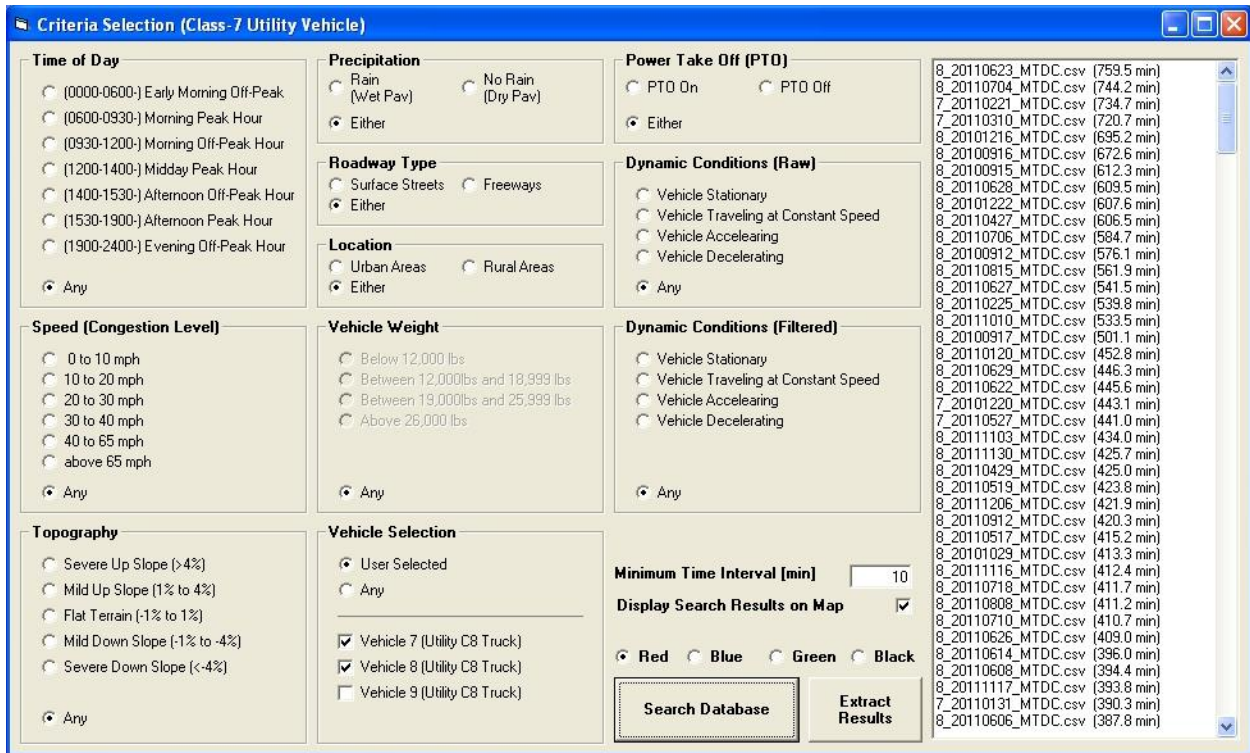 Criteria Selection (Class-7 Utility Vehicle)
Time of Day
(0000-0600-) Early Morning Off-Peak
(0600-0930-) Morning Peak Hour
(0930-1200-) Morning Off-Peak Hour
(1200-1400-) Midday Peak Hour
(1400-1530-) Afternoon Off-Peak Hour
(1530-1900-) Afternoon Peak Hour
(1900-2400-) Evening Off-Peak Hour
Any
Speed (Congestion Level)
0 to 10 mph
10 to 20 mph
20 to 30 mph
30 to 40 mph
40 to 65 mph
above 65 mph
Any
Topography
Severe Up Slope (>4%)
Mild Up Slope (1% to 4%)
Flat Terrain (-1% to 1%)
Mild Down Slope (-1% to -4%)
Severe Down Slope (<-4%)
Any
Precipitation
Rain
(Wet Pav)
No Rain
(Dry Pav)
Either
Roadway Type
Surface Streets
Freeways
Either
Location
Urban Areas
Rural Areas
Either
Vehicle Weight
Below 12,000 lbs
Between 12,000lbs and 18,999 lbs
Between 19,000lbs and 25,999 lbs
Above 26,000 lbs
Any
Vehicle Selection
User Selected
Any
Vehicle 7 (Utility C8 Truck)
Vehicle 8 (Utility C8 Truck)
Vehicle 9 (Utility C8 Truck)
Power Take Off (PTO)
PTO On
PTO Off
Either
Dynamic Conditions (Raw)
Vehicle Stationary
Vehicle Traveling at Constant Speed
Vehicle Accelearing
Vehicle Decelerating
Any
Dynamic Conditions (Filtered)
Vehicle Stationary
Vehicle Traveling at Constant Speed
Vehicle Accelearing
Vehicle Decelerating
Any
Minimum Time Interval [min]
10
Display Search Results on Map
Red
Blue
Green
Black
Search Database
Extract
Results
8_20110623_MTDC.csv (759.5 min)
8_20110704_MTDC.csv (744.2 min)
7_20110221_MTDC.csv (734.7 min)
7_20110310_MTDC.csv (720.7 min)
8_20101216_MTDC.csv (695.2 min)
8_20100916_MTDC.csv (672.6 min)
8_20100915_MTDC.csv (612.3 min)
8_20110628_MTDC.csv (609.5 min)
8_20101222_MTDC.csv (607.6 min)
8_20110427_MTDC.csv (606.5 min)
8_20110706_MTDC.csv (584.7 min)
8_20100912_MTDC.csv (576.1 min)
8_20110815_MTDC.csv (561.9 min)
8_20110627_MTDC.csv (541.5 min)
8_20110225_MTDC.csv (539.8 min)
8_20111010_MTDC.csv (533.5 min)
8_20100917_MTDC.csv (501.1 min)
8_20110120_MTDC.csv (452.8 min)
8_20110629_MTDC.csv (446.3 min)
8_20110622_MTDC.csv (445.6 min)
7_20101220_MTDC.csv (443.1 min)
7_20110527_MTDC.csv (441.0 min)
8_20111103_MTDC.csv (434.0 min)
8_20111130_MTDC.csv (425.7 min)
8_20110429_MTDC.csv (425.0 min)
8_20110519_MTDC.csv (423.8 min)
8_20111206_MTDC.csv (421.9 min)
8_20110912_MTDC.csv (420.3 min)
8_20110517_MTDC.csv (415.2 min)
8_20101029_MTDC.csv (413.3 min)
8_20111116_MTDC.csv (412.4 min)
8_20110718_MTDC.csv (411.7 min)
8_20110808_MTDC.csv (411.2 min)
8_20110710_MTDC.csv (410.7 min)
8_20110626_MTDC.csv (409.0 min)
8_20110614_MTDC.csv (396.0 min)
8_20110608_MTDC.csv (394.4 min)
8_20111117_MTDC.csv (393.8 min)
7_20110131_MTDC.csv (390.3 min)
8_20110606_MTDC.csv (387.8 min)